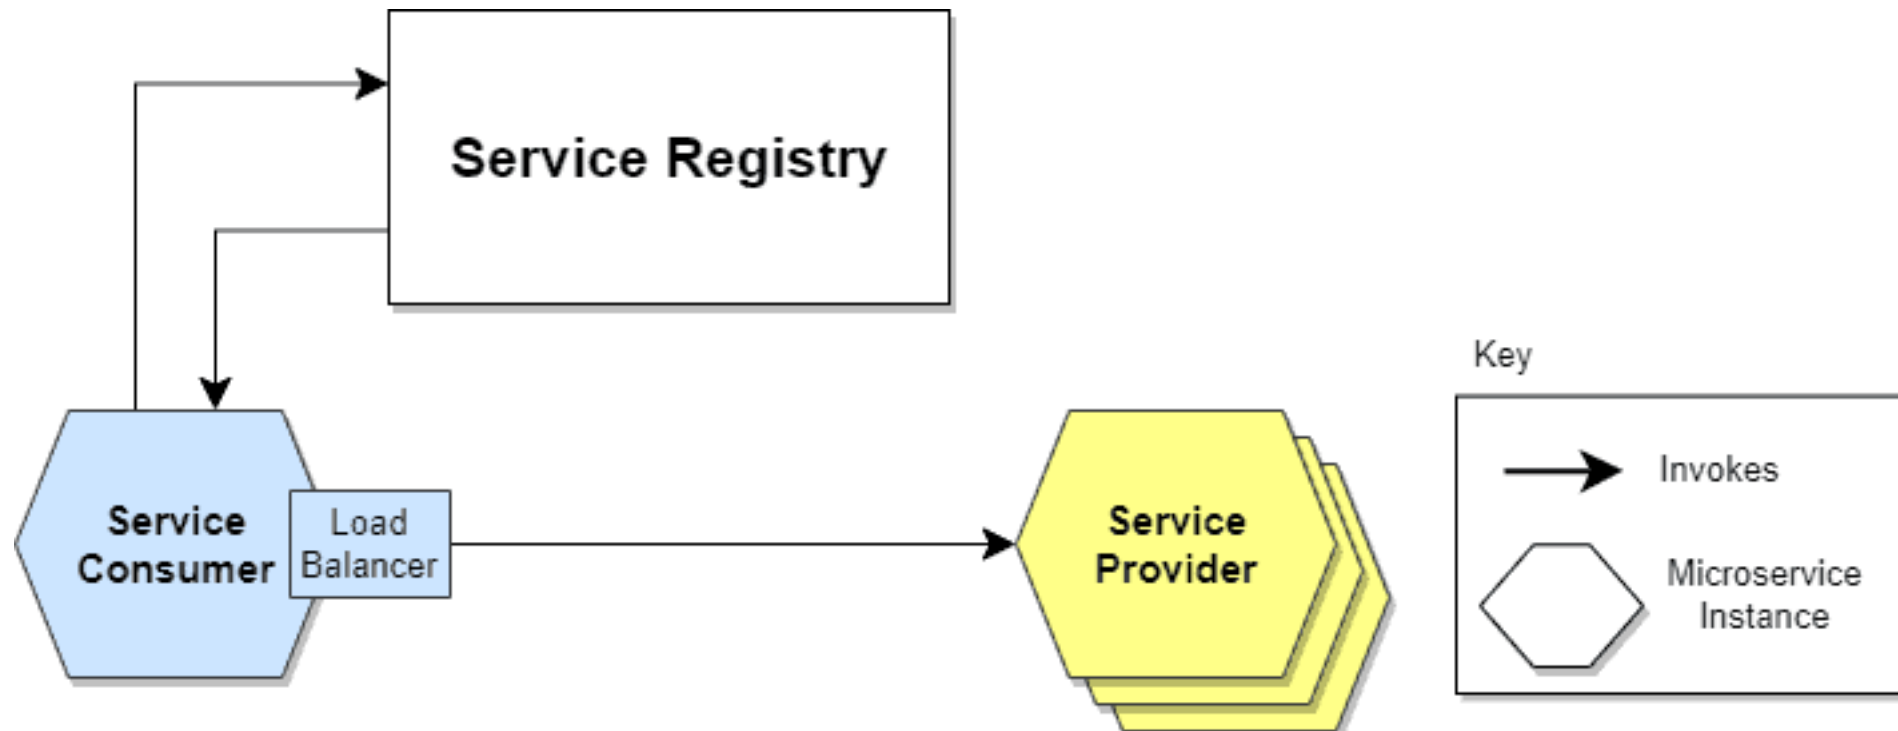 Service Registry
Service
Consumer
Load
Balancer
Service
Provider
Key
Invokes
Microservice
Instance